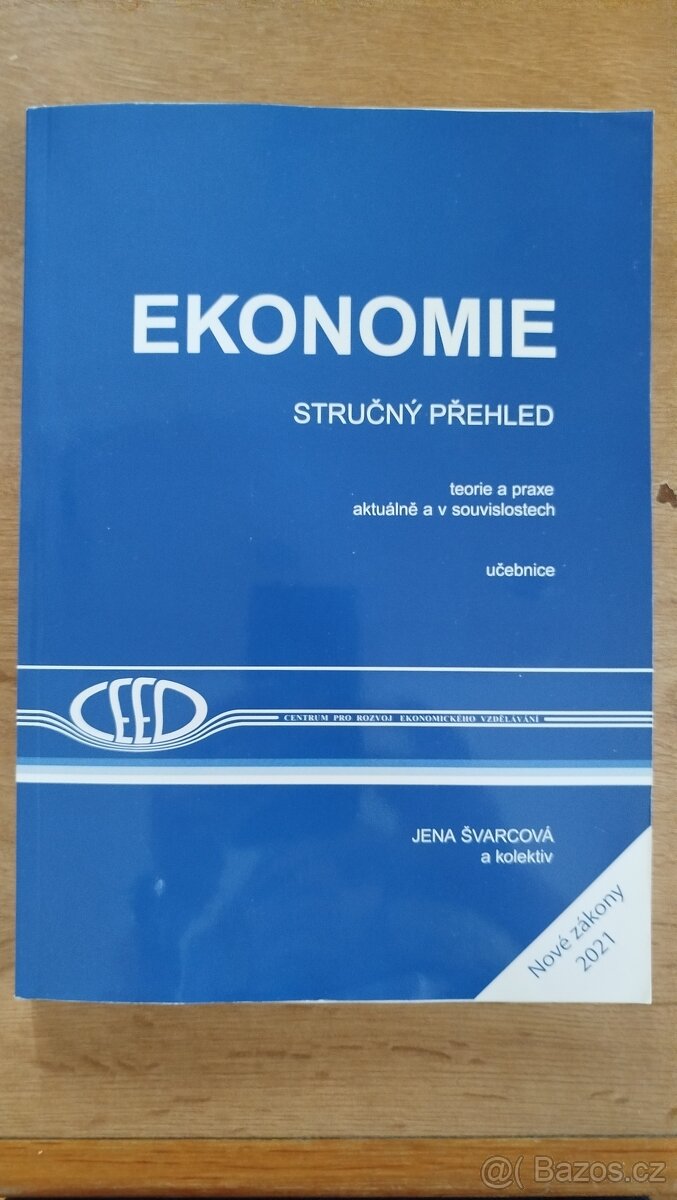 EKONOMIE
STRUČNÝ PŘEHLED
teorie a praxe
aktuálně a v souvislostech
učebnice
CEED
CENTRUM PRO ROZVOJ EKONOMICKÉHO VZDĚLÁVÁNÍ
JENA ŠVARCOVÁ
a kolektiv
Nové zákony
2021
Bazos.cz